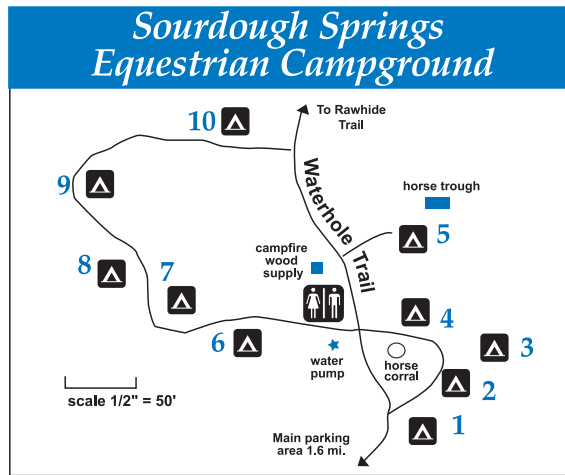 Sourdough Springs
Equestrian Campground
10
To Rawhide
Trail
Waterhole Trail
9
horse trough
5
campfire
wood
supply
8
7
4
6
3
water
pump
horse
corral
2
scale 1/2" = 50'
1
Main parking
area 1.6 mi.